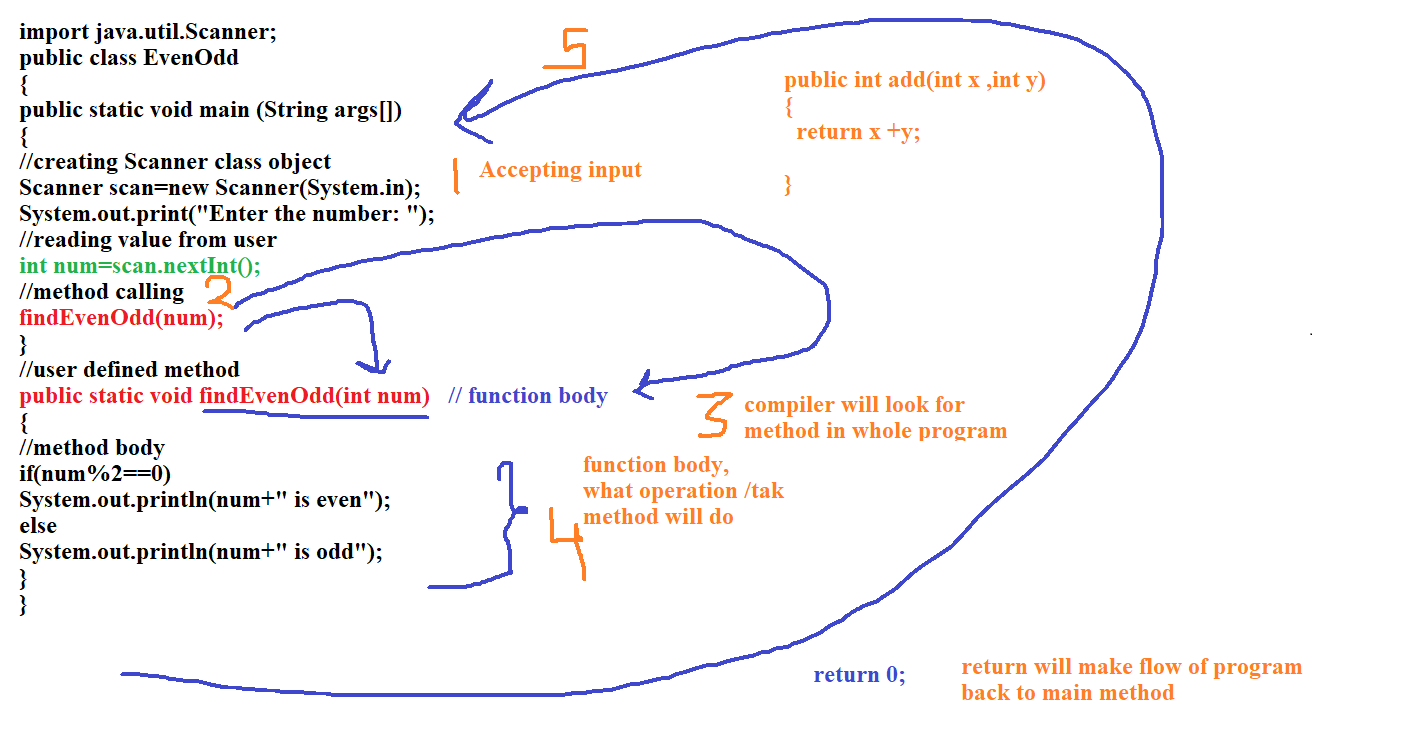 import java.util.Scanner;
public class EvenOdd
{
public static void main (String args[])
{
//creating Scanner class object
Scanner scan=new Scanner(System.in);
System.out.print("Enter the number: ");
//reading value from user
int num=scan.nextInt();
//method calling
findEvenOdd(num);
}
//user defined method
public static void findEvenOdd(int num) // function body
{
//method body
if(num%2==0)
System.out.println(num+" is even");
else
System.out.println(num+" is odd");
}
}
5
public int add(int x ,int y)
{
return x +y;
}
1 Accepting input
2
3 compiler will look for
method in whole program
4 function body,
what operation /tak
method will do
return 0;
return will make flow of program
back to main method